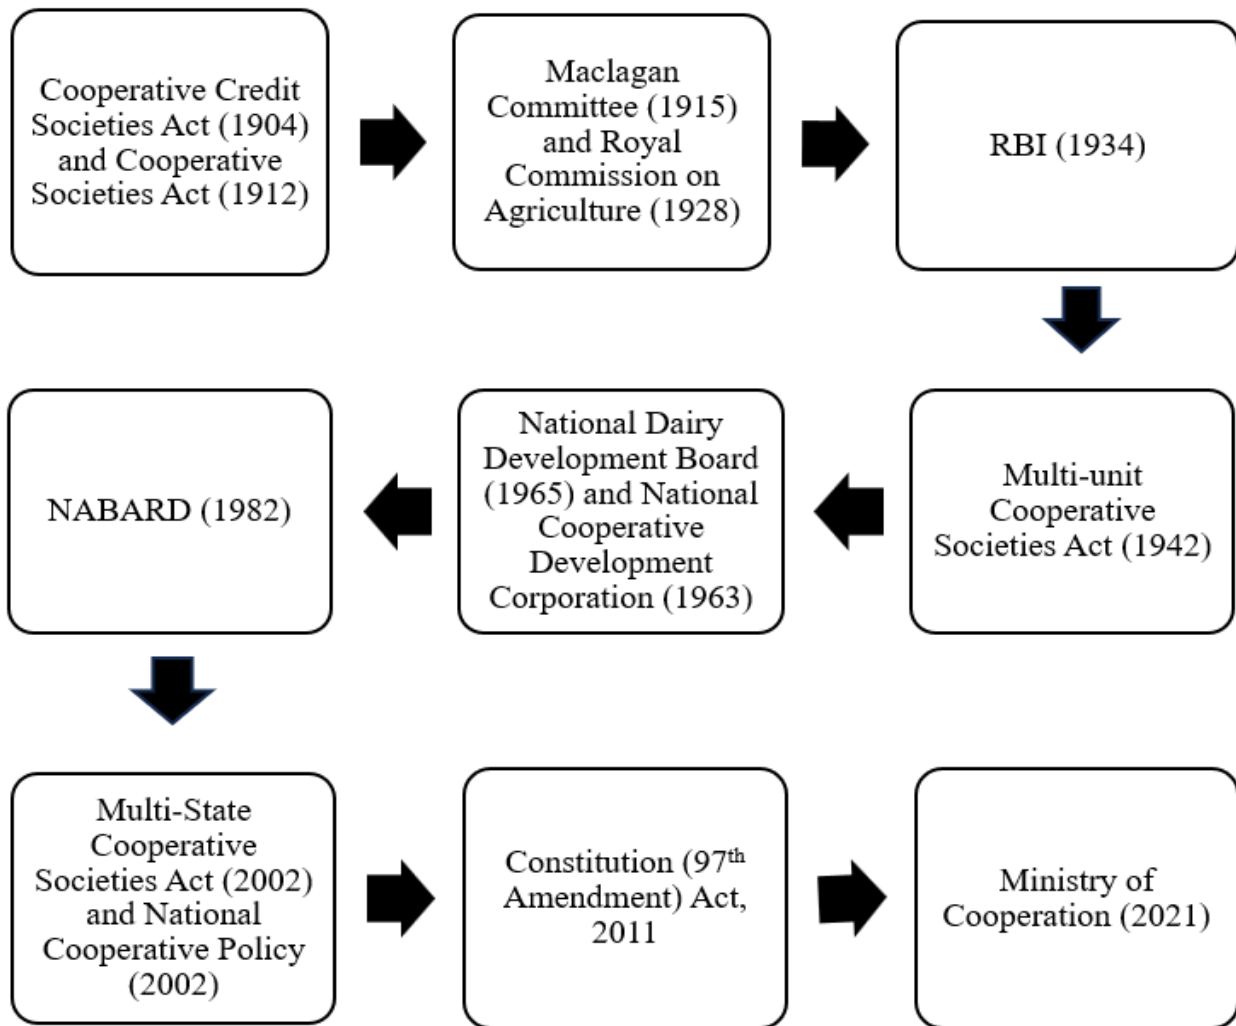 Cooperative Credit
Societies Act (1904)
and Cooperative
Societies Act (1912)
Maclagan
Committee (1915)
and Royal
Commission on
Agriculture (1928)
RBI (1934)
Multi-unit
Cooperative
Societies Act (1942)
National Dairy
Development Board
(1965) and National
Cooperative
Development
Corporation (1963)
NABARD (1982)
Multi-State
Cooperative
Societies Act (2002)
and National
Cooperative Policy
(2002)
Constitution (97th
Amendment) Act,
2011
Ministry of
Cooperation (2021)